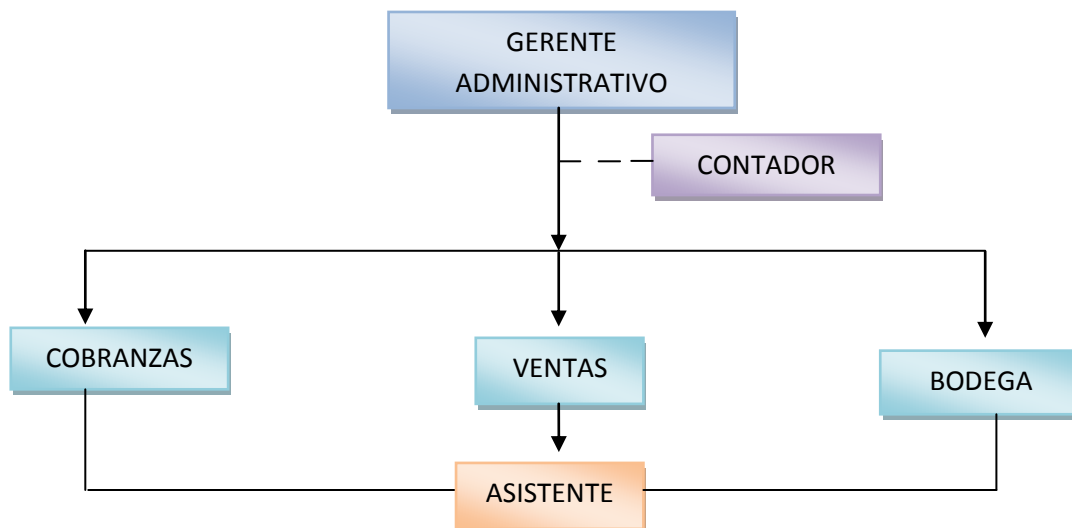 GERENTE
ADMINISTRATIVO
CONTADOR
COBRANZAS
VENTAS
BODEGA
ASISTENTE